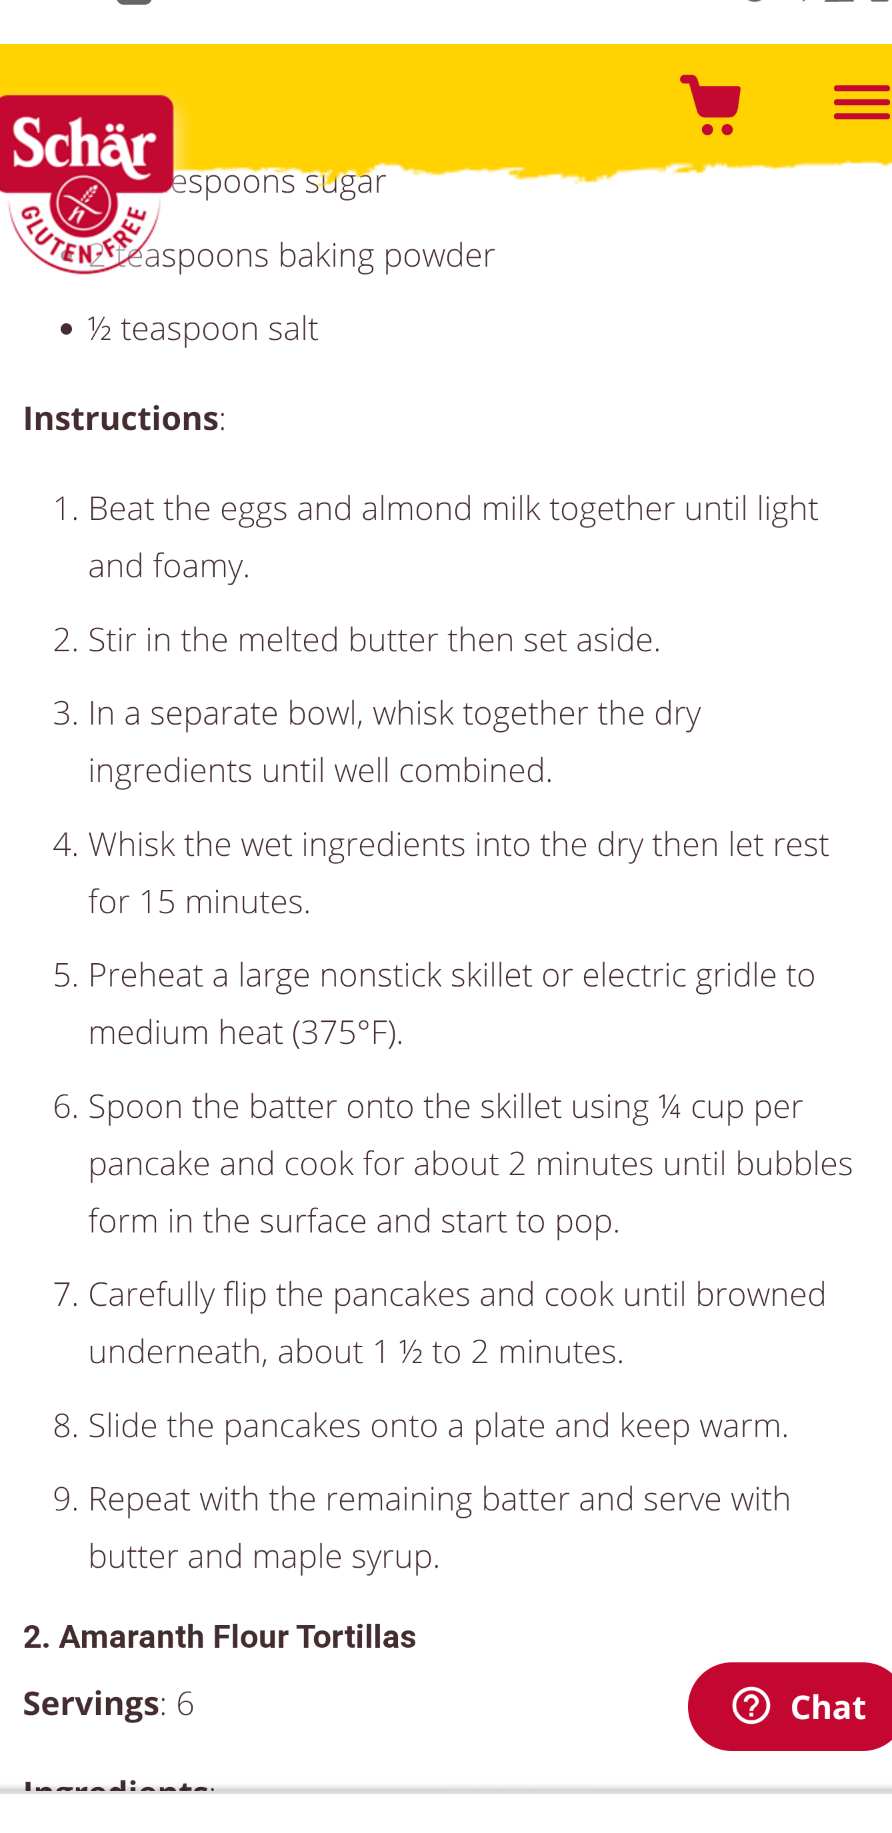 Schär
GLUTEN-FREE
espoons sugar
2 teaspoons baking powder
• ½ teaspoon salt
Instructions:
1. Beat the eggs and almond milk together until light
and foamy.
2. Stir in the melted butter then set aside.
3. In a separate bowl, whisk together the dry
ingredients until well combined.
4. Whisk the wet ingredients into the dry then let rest
for 15 minutes.
5. Preheat a large nonstick skillet or electric gridle to
medium heat (375°F).
6. Spoon the batter onto the skillet using ¼ cup per
pancake and cook for about 2 minutes until bubbles
form in the surface and start to pop.
7. Carefully flip the pancakes and cook until browned
underneath, about 1 ½ to 2 minutes.
8. Slide the pancakes onto a plate and keep warm.
9. Repeat with the remaining batter and serve with
butter and maple syrup.
2. Amaranth Flour Tortillas
Servings: 6
Chat
Ingredients: